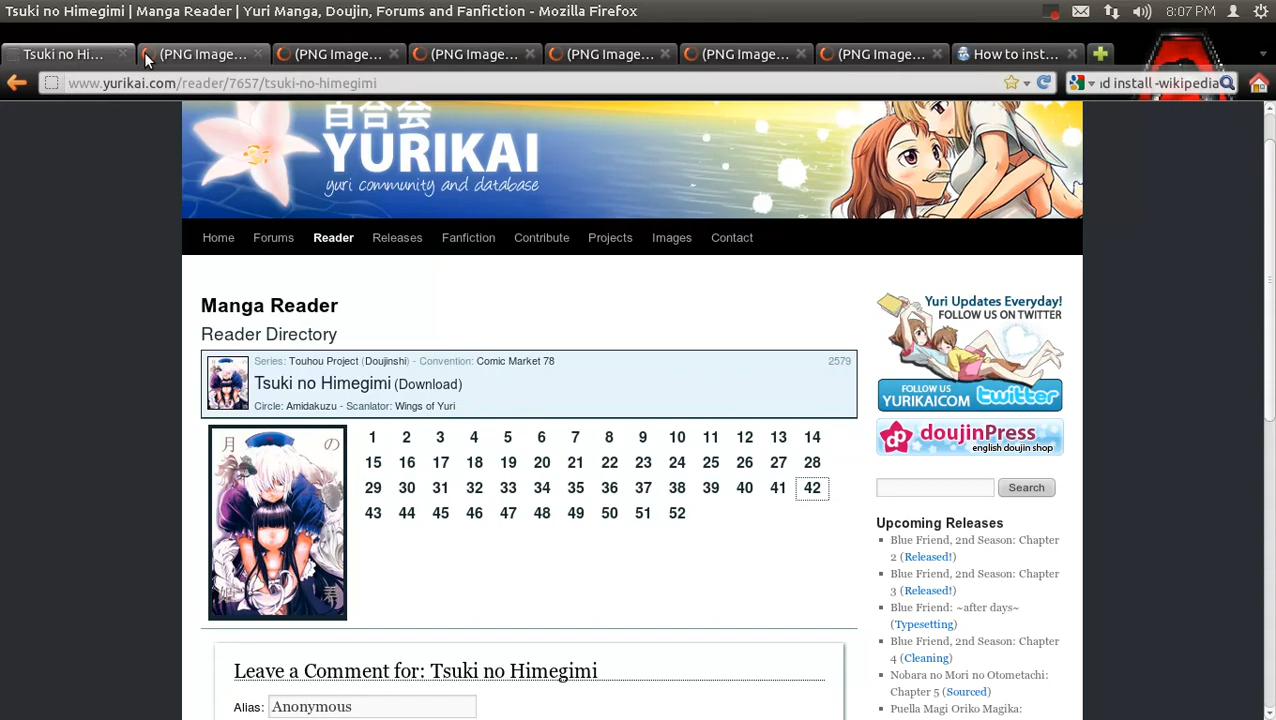 Tsuki no Himegimi | Manga Reader | Yuri Manga, Doujin, Forums and Fanfiction - Mozilla Firefox
8:07 PM
Tsuki no Hi... (PNG Image... (PNG Image... (PNG Image... (PNG Image... (PNG Image... (PNG Image... How to inst...
www.yurikai.com/reader/7657/tsuki-no-himegimi
d install -wikipedia
百合会
YURIKAI
yuri community and database
Home Forums Reader Releases Fanfiction Contribute Projects Images Contact
Manga Reader
Reader Directory
Series: Touhou Project (Doujinshi) - Convention: Comic Market 78 2579
Tsuki no Himegimi (Download)
Circle: Amidakuzu - Scanlator: Wings of Yuri
月の
1 2 3 4 5 6 7 8 9 10 11 12 13 14
15 16 17 18 19 20 21 22 23 24 25 26 27 28
29 30 31 32 33 34 35 36 37 38 39 40 41 42
43 44 45 46 47 48 49 50 51 52
Leave a Comment for: Tsuki no Himegimi
Alias: Anonymous
Yuri Updates Everyday!
FOLLOW US ON TWITTER
FOLLOW US
YURIKAICOM
twitter
doujinPress
english doujin shop
Search
Upcoming Releases
Blue Friend, 2nd Season: Chapter
2 (Released!)
Blue Friend, 2nd Season: Chapter
3 (Released!)
Blue Friend: ~after days~
(Typesetting)
Blue Friend, 2nd Season: Chapter
4 (Cleaning)
Nobara no Mori no Otometachi:
Chapter 5 (Sourced)
Puella Magi Oriko Magika: